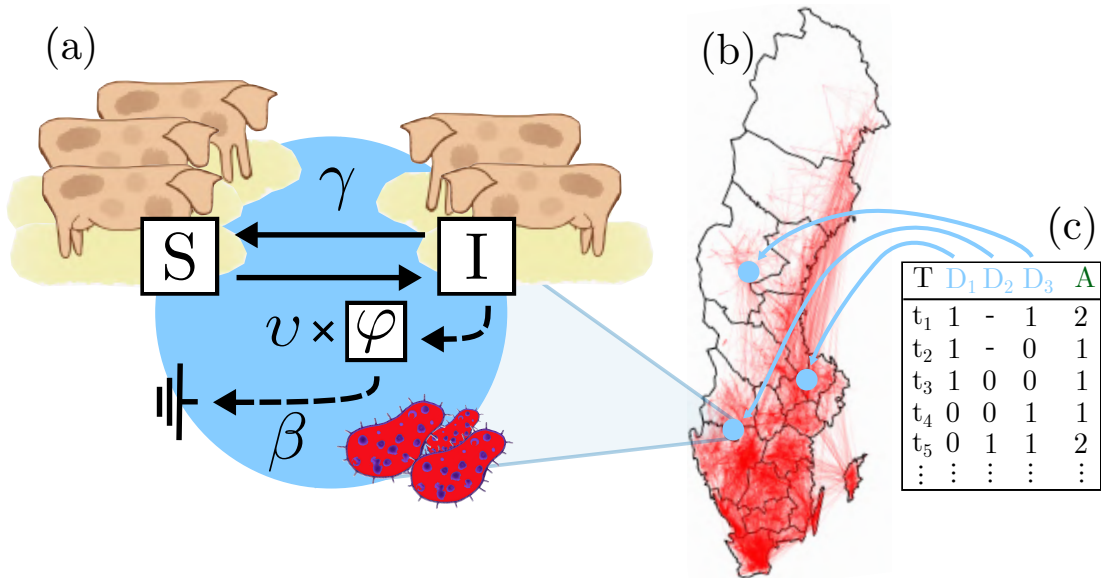 (a)
γ
S I
υ × φ
β
(b)
(c)
T D₁ D₂ D₃ A
t₁ 1 - 1 2
t₂ 1 - 0 1
t₃ 1 0 0 1
t₄ 0 0 1 1
t₅ 0 1 1 2
⋮ ⋮ ⋮ ⋮ ⋮